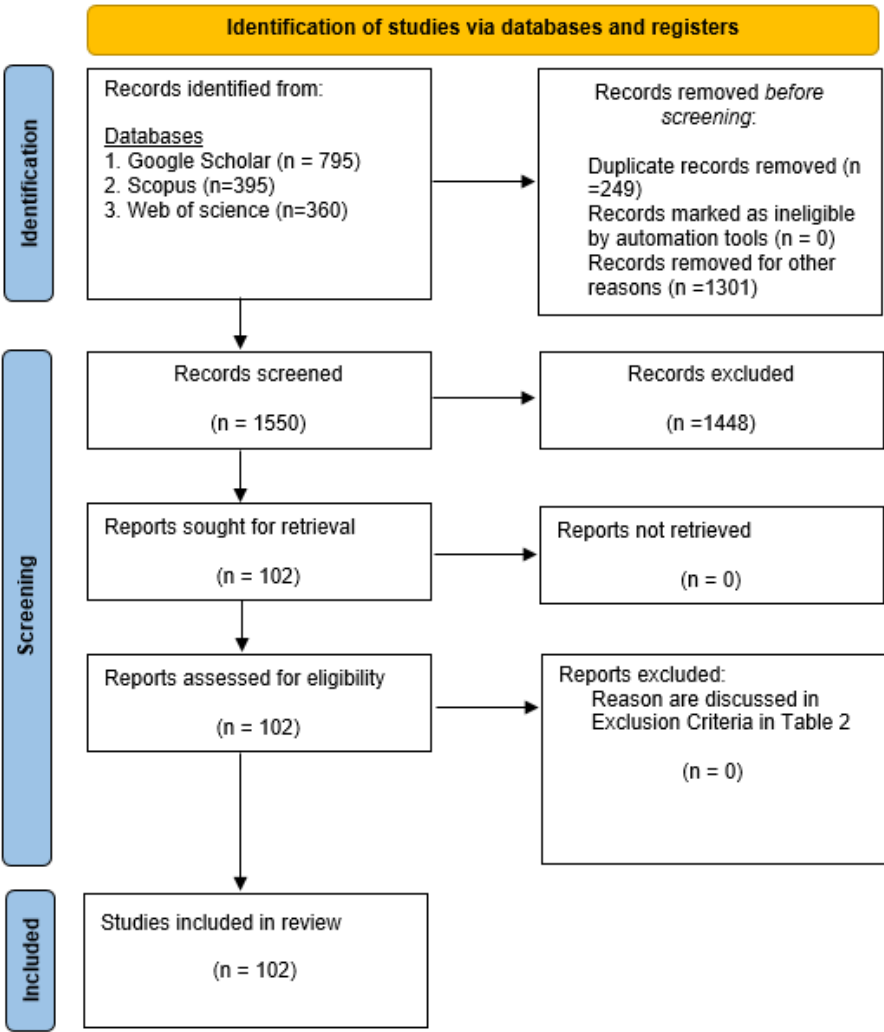 Identification of studies via databases and registers
Identification
Records identified from:
Databases
1. Google Scholar (n = 795)
2. Scopus (n=395)
3. Web of science (n=360)
Records removed before
screening:
Duplicate records removed (n
=249)
Records marked as ineligible
by automation tools (n = 0)
Records removed for other
reasons (n =1301)
Screening
Records screened
(n = 1550)
Records excluded
(n =1448)
Reports sought for retrieval
(n = 102)
Reports not retrieved
(n = 0)
Reports assessed for eligibility
(n = 102)
Reports excluded:
Reason are discussed in
Exclusion Criteria in Table 2
(n = 0)
Included
Studies included in review
(n = 102)